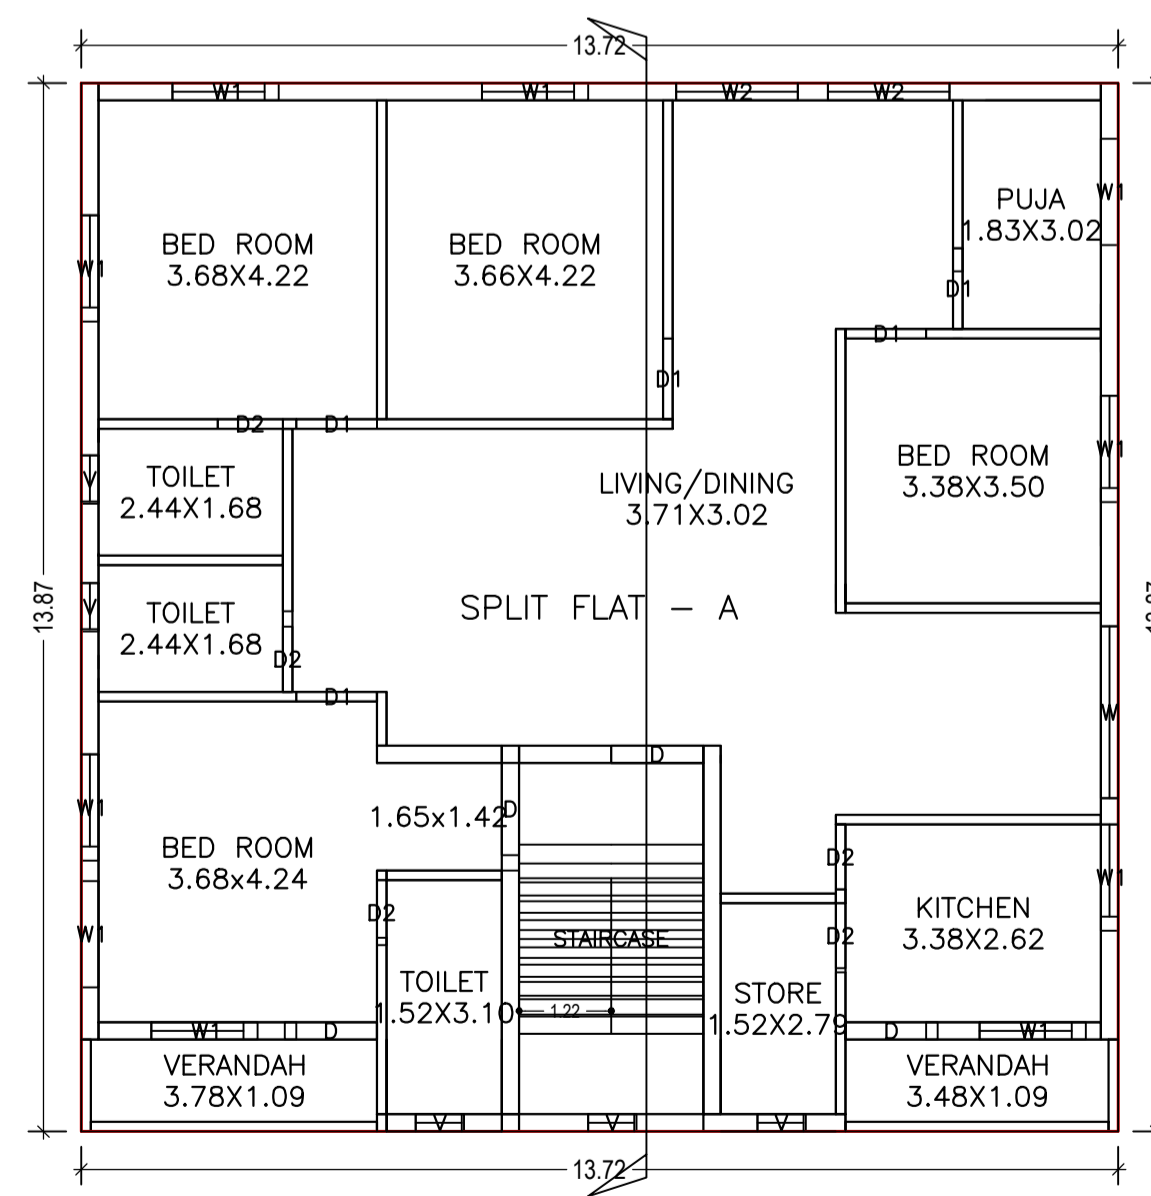 13.72
W1
W1
W2
W2
PUJA
1.83X3.02
W1
BED ROOM
3.68X4.22
BED ROOM
3.66X4.22
W1
D1
D1
D1
D2
D1
BED ROOM
3.38X3.50
W1
TOILET
2.44X1.68
V
LIVING/DINING
3.71X3.02
13.87
TOILET
2.44X1.68
V
SPLIT FLAT - A
D2
D1
W
D
W1
1.65x1.42
D
BED ROOM
3.68x4.24
D2
W1
KITCHEN
3.38X2.62
D2
W1
D2
STAIRCASE
TOILET
1.52X3.10
1.22
STORE
1.52X2.79
W1
D
D
W1
VERANDAH
3.78X1.09
VERANDAH
3.48X1.09
V
V
V
13.72